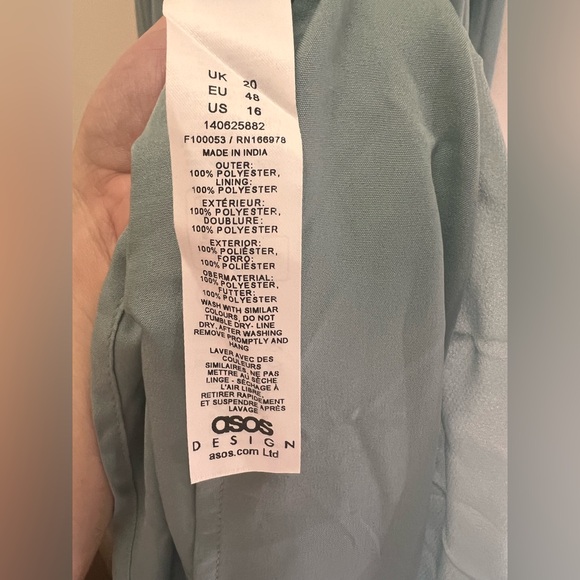 UK 20
EU 48
US 16
140625882
F100053 / RN166978
MADE IN INDIA
OUTER:
100% POLYESTER,
LINING:
100% POLYESTER
EXTÉRIEUR:
100% POLYESTER,
DOUBLURE:
100% POLYESTER
EXTERIOR:
100% POLIÉSTER,
FORRO:
100% POLIÉSTER
OBERMATERIAL:
100% POLYESTER,
FUTTER:
100% POLYESTER
WASH WITH SIMILAR
COLOURS, DO NOT
TUMBLE DRY- LINE
DRY, AFTER WASHING
REMOVE PROMPTLY AND
HANG
LAVER AVEC DES
COULEURS
SIMILAIRES, NE PAS
METTRE AU SÈCHE
LINGE - SÉCHAGE À
L'AIR LIBRE,
RETIRER RAPIDEMENT
ET SUSPENDRE APRÈS
LAVAGE
asos
DESIGN
asos.com Ltd